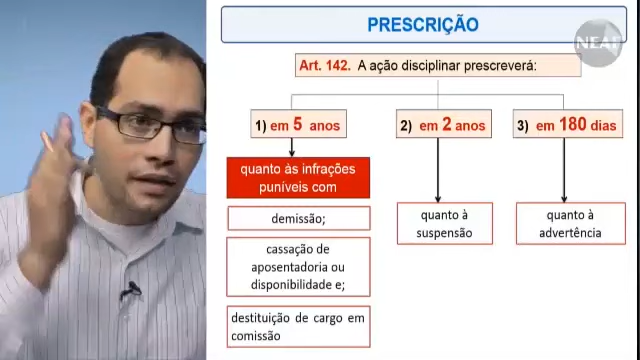 PRESCRIÇÃO
NEAF
Art. 142. A ação disciplinar prescreverá:
1) em 5 anos
2) em 2 anos
3) em 180 dias
quanto às infrações
puníveis com
demissão;
cassação de
aposentadoria ou
disponibilidade e;
destituição de cargo em
comissão
quanto à
suspensão
quanto à
advertência